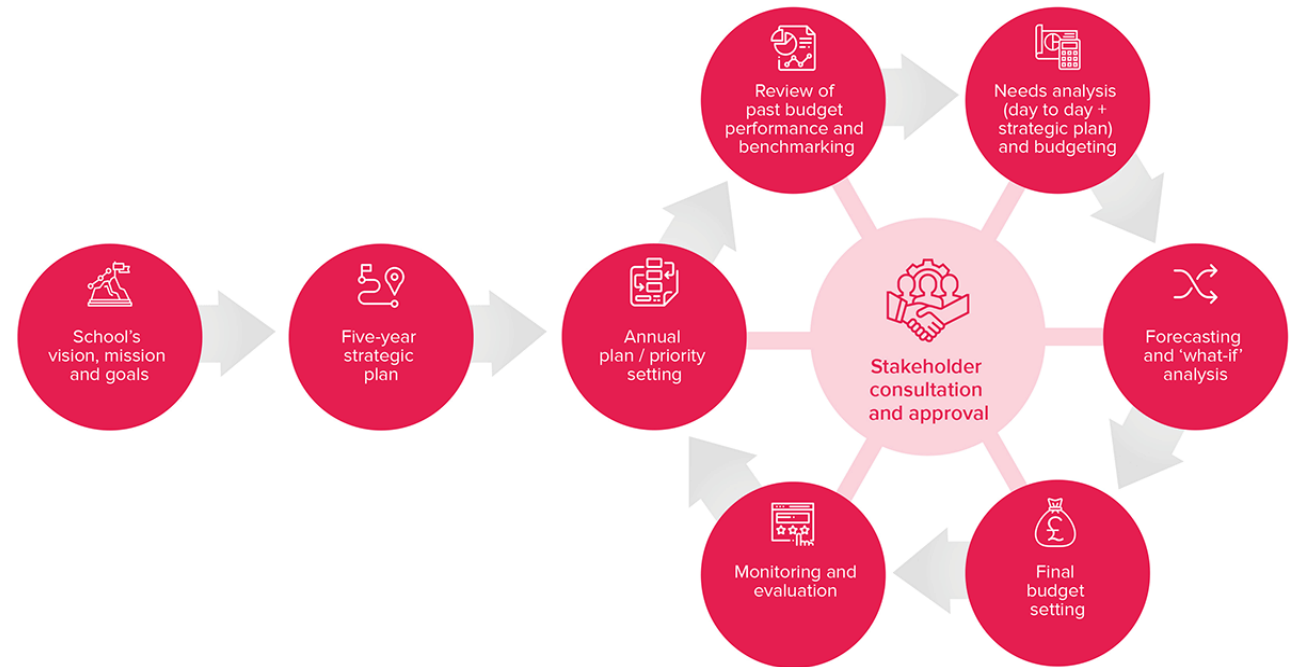 School's
vision, mission
and goals
Five-year
strategic
plan
Annual
plan / priority
setting
Review of
past budget
performance and
benchmarking
Needs analysis
(day to day +
strategic plan)
and budgeting
Forecasting
and ‘what-if’
analysis
Final
budget
setting
£
Monitoring and
evaluation
Stakeholder
consultation
and approval